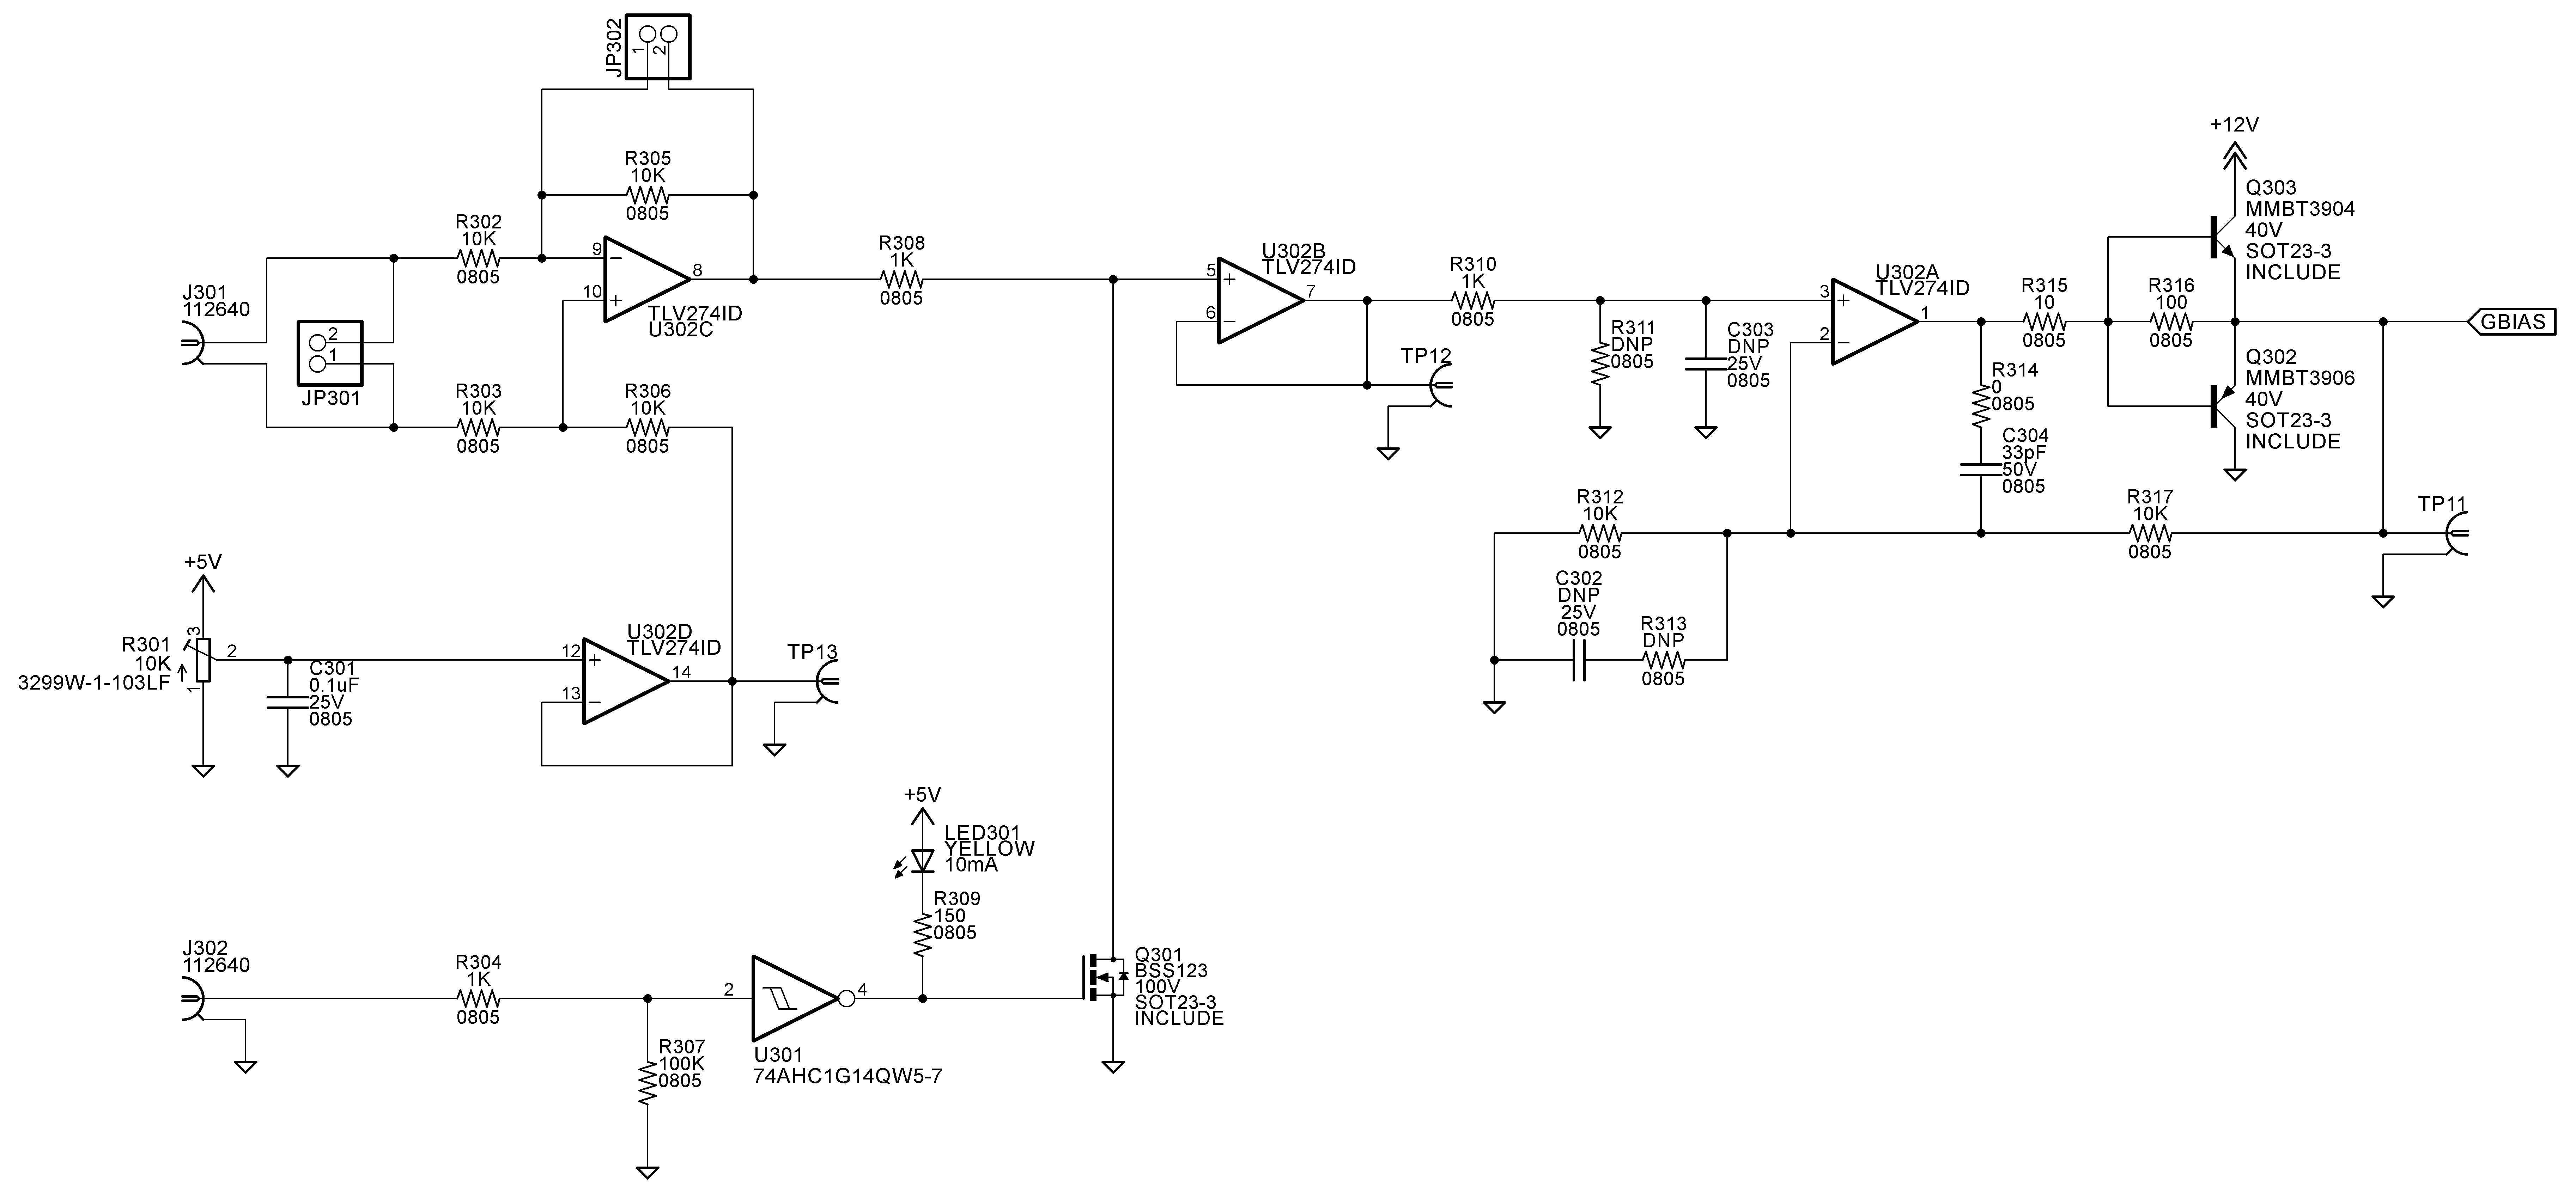 JP302
1
2
R305
10K
0805
R302
10K
0805
9
8
10
TLV274ID
U302C
J301
112640
2
1
JP301
R303
10K
0805
R306
10K
0805
R308
1K
0805
5
6
7
U302B
TLV274ID
TP12
R310
1K
0805
R311
DNP
0805
C303
DNP
25V
0805
3
2
1
U302A
TLV274ID
R315
10
0805
R316
100
0805
R314
0
0805
C304
33pF
50V
0805
+12V
Q303
MMBT3904
40V
SOT23-3
INCLUDE
GBIAS
Q302
MMBT3906
40V
SOT23-3
INCLUDE
R312
10K
0805
C302
DNP
25V
0805
R313
DNP
0805
R317
10K
0805
TP11
+5V
R301
10K
3299W-1-103LF
3
2
1
C301
0.1uF
25V
0805
12
13
14
U302D
TLV274ID
TP13
+5V
LED301
YELLOW
10mA
R309
150
0805
J302
112640
R304
1K
0805
R307
100K
0805
2
4
U301
74AHC1G14QW5-7
Q301
BSS123
100V
SOT23-3
INCLUDE